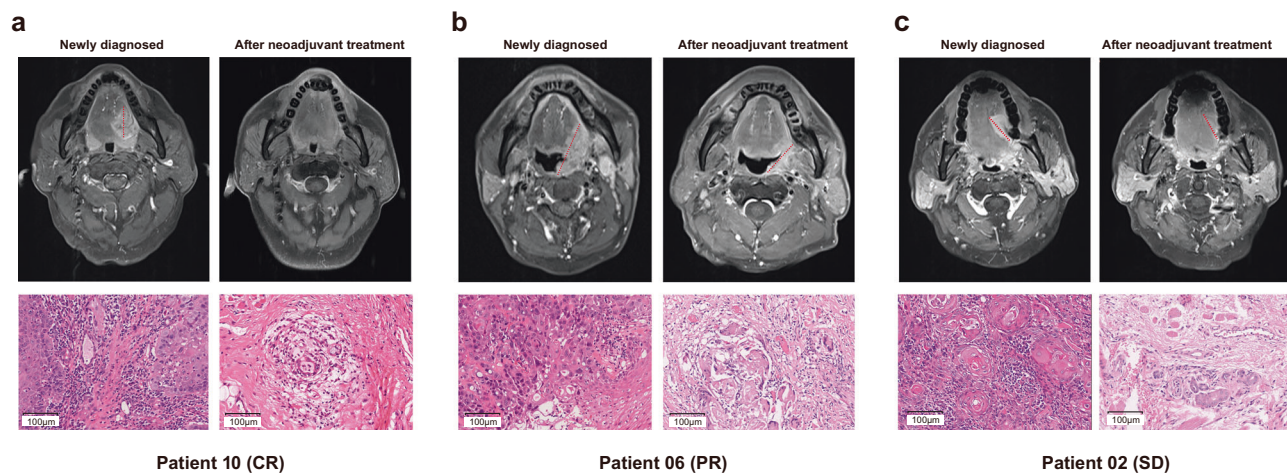 a
Newly diagnosed
After neoadjuvant treatment
100μm
100μm
Patient 10 (CR)
b
Newly diagnosed
After neoadjuvant treatment
100μm
100μm
Patient 06 (PR)
c
Newly diagnosed
After neoadjuvant treatment
100μm
100μm
Patient 02 (SD)